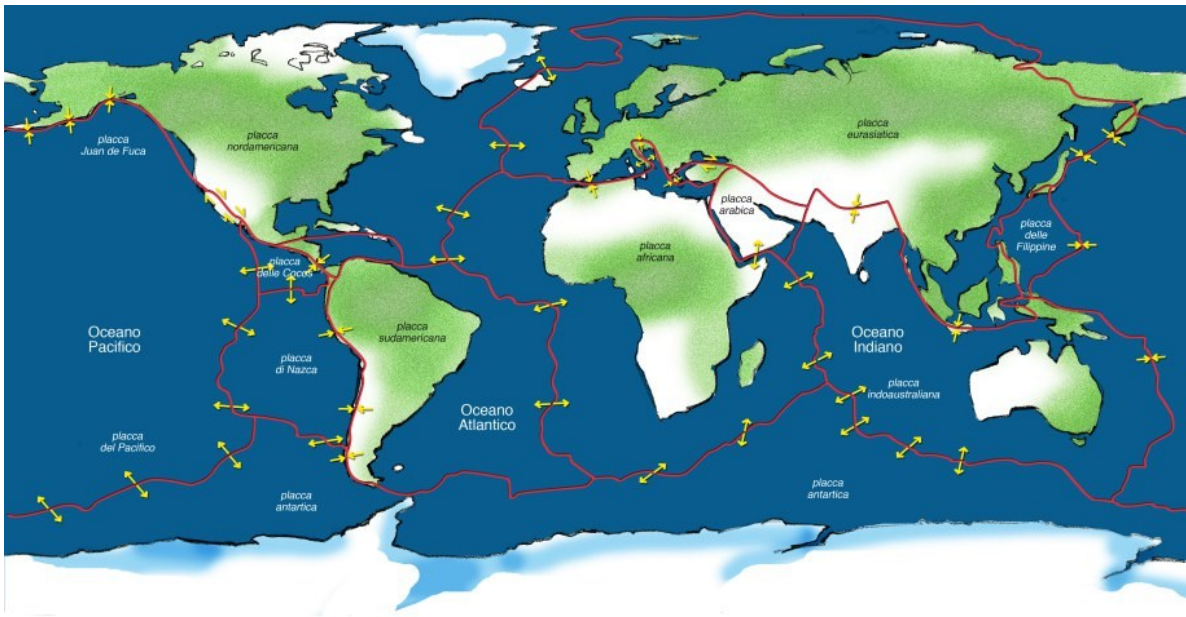 placca
Juan de Fuca
placca
nordamericana
placca
eurasiatica
placca
arabica
placca
delle
Filippine
placca
africana
placca
delle Cocos
Oceano
Pacifico
placca
sudamericana
Oceano
Indiano
placca
di Nazca
placca
indoaustraliana
Oceano
Atlantico
placca
del Pacifico
placca
antartica
placca
antartica